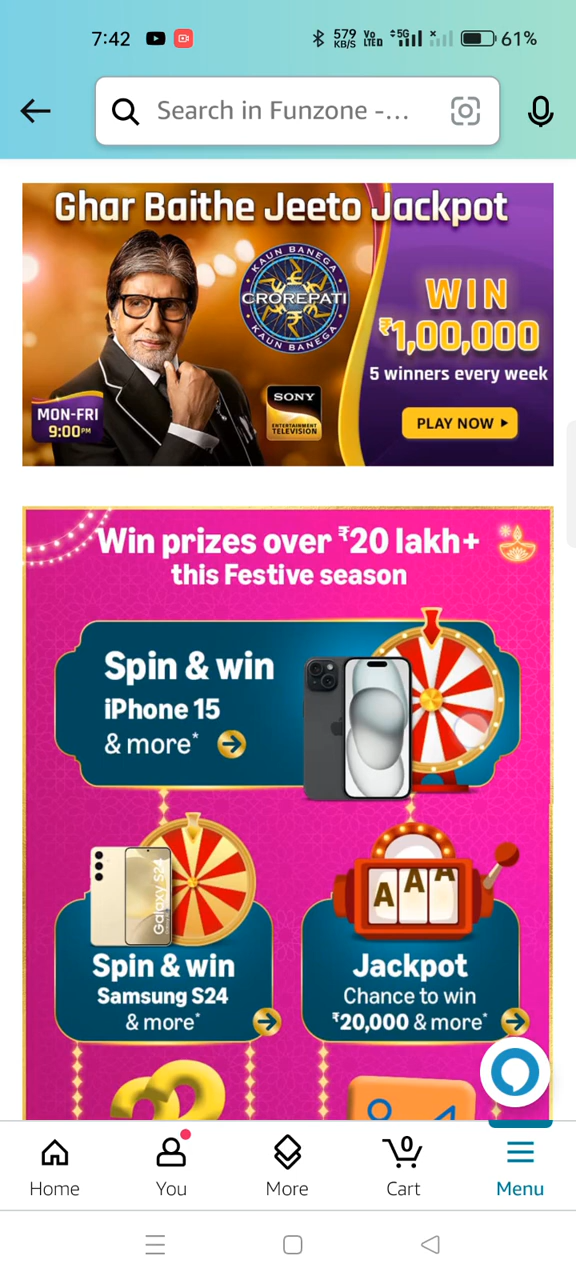 7:42
579 KB/S
Vo LTE
5G
61%
Search in Funzone -...
Ghar Baithe Jeeto Jackpot
KAUN BANEGA
CROREPATI
KAUN BANEGA
WIN
₹1,00,000
5 winners every week
MON-FRI
9:00PM
SONY
ENTERTAINMENT
TELEVISION
PLAY NOW
Win prizes over ₹20 lakh+
this Festive season
Spin & win
iPhone 15
& more*
Galaxy S24
A A A
Spin & win
Samsung S24
& more*
Jackpot
Chance to win
₹20,000 & more*
Home
You
More
0
Cart
Menu